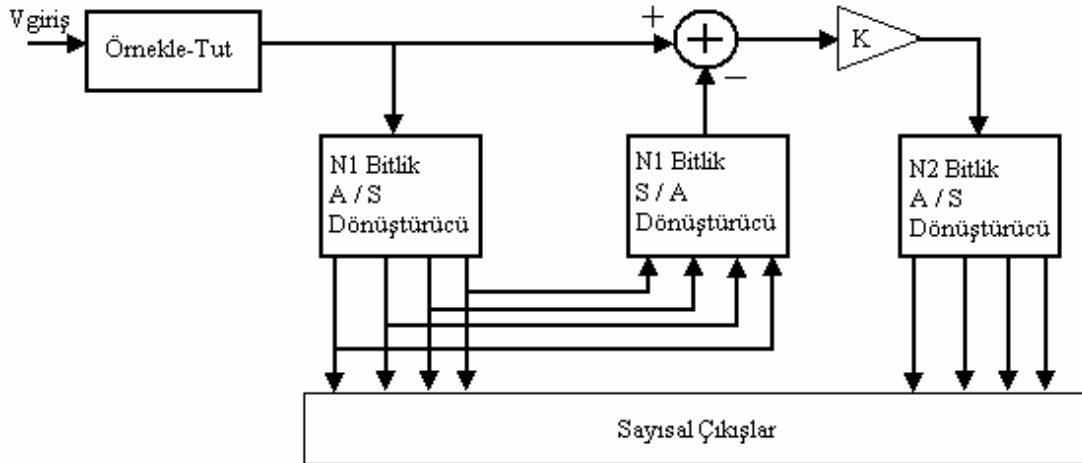 Vgiriş
Örnekle-Tut
+
+
−
K
N1 Bitlik
A / S
Dönüştürücü
N1 Bitlik
S / A
Dönüştürücü
N2 Bitlik
A / S
Dönüştürücü
Sayısal Çıkışlar